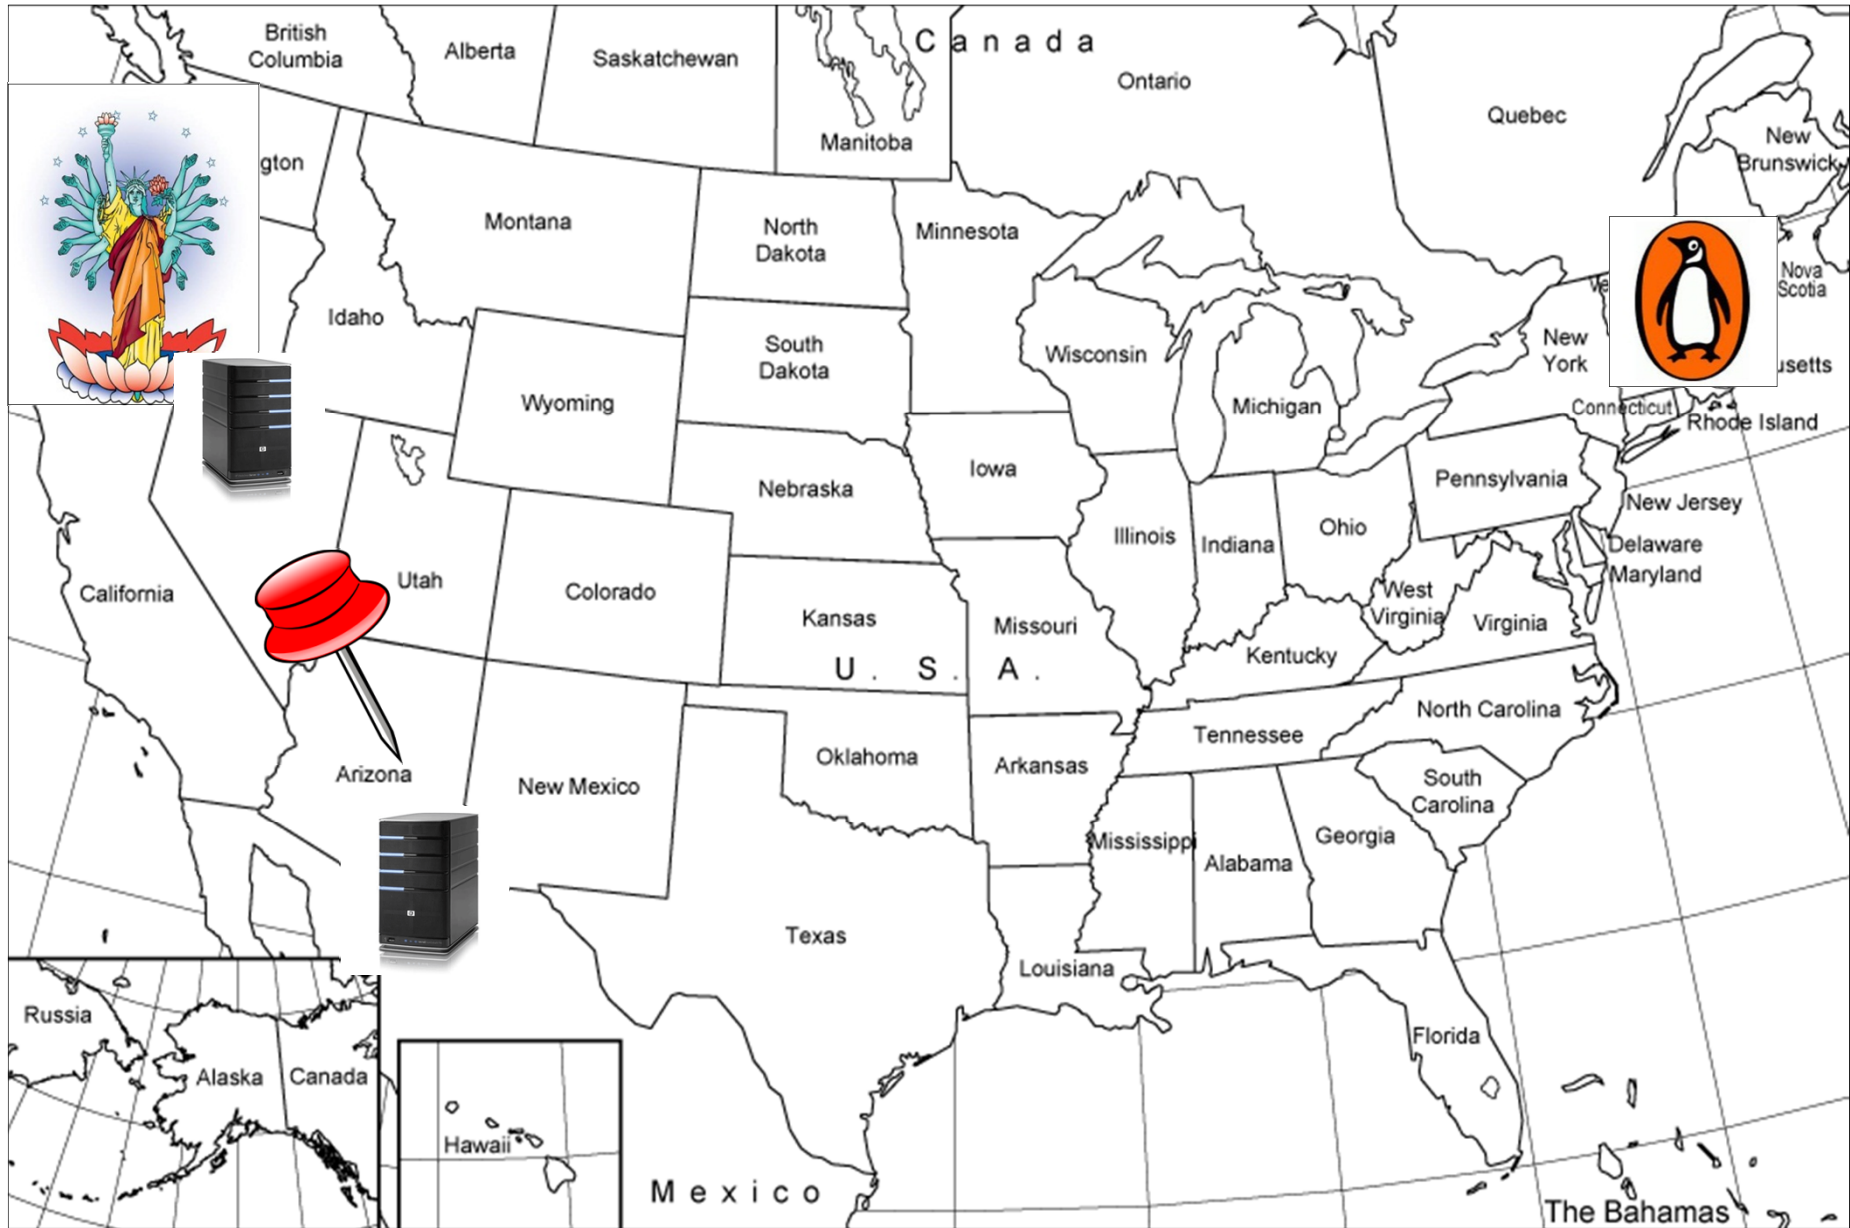 British
Columbia
Alberta
Saskatchewan
Manitoba
Canada
Ontario
Quebec
New
Brunswick
gton
Montana
North
Dakota
Minnesota
Nova
Scotia
Idaho
Wyoming
South
Dakota
Wisconsin
Michigan
New
York
usetts
Connecticut
Rhode Island
Nebraska
Iowa
Illinois
Indiana
Ohio
Pennsylvania
New Jersey
Delaware
Maryland
California
Utah
Colorado
Kansas
Missouri
U.S.A.
Kentucky
West
Virginia
Virginia
North Carolina
Tennessee
South
Carolina
Arizona
New Mexico
Oklahoma
Arkansas
Mississippi
Alabama
Georgia
Texas
Louisiana
Florida
Russia
Alaska
Canada
Hawaii
Mexico
The Bahamas